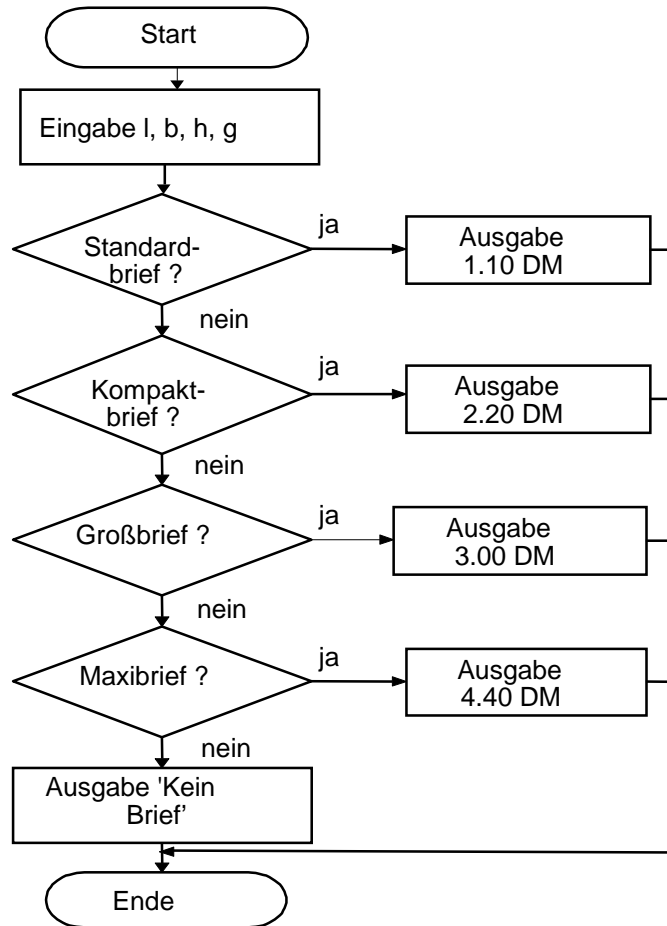 Start
Eingabe l, b, h, g
Standard-
brief ?
ja
Ausgabe
1.10 DM
nein
Kompakt-
brief ?
ja
Ausgabe
2.20 DM
nein
Großbrief ?
ja
Ausgabe
3.00 DM
nein
Maxibrief ?
ja
Ausgabe
4.40 DM
nein
Ausgabe 'Kein
Brief’
Ende